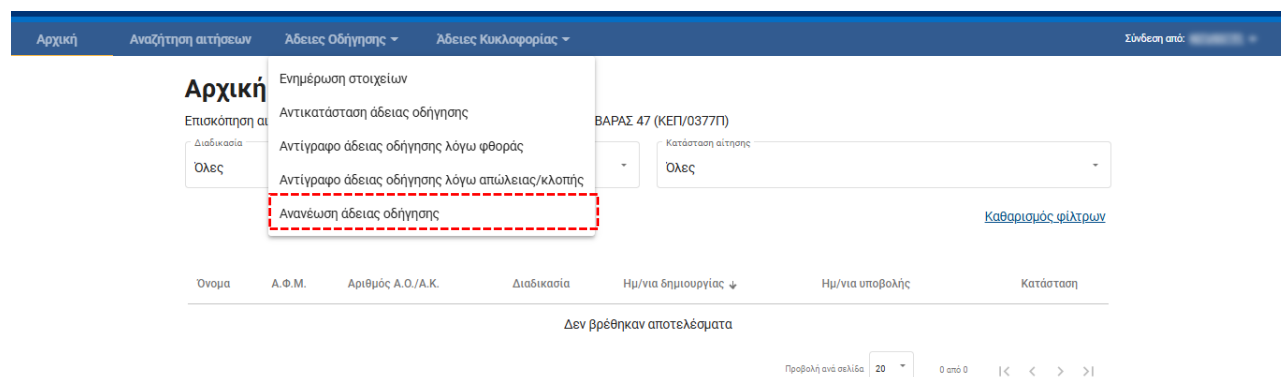 Αρχική Αναζήτηση αιτήσεων Άδειες Οδήγησης Άδειες Κυκλοφορίας Σύνδεση από:
Αρχική
Επισκόπηση ΒΑΡΑΣ 47 (ΚΕΠ/0377Π)
Ενημέρωση στοιχείων
Αντικατάσταση άδειας οδήγησης
Αντίγραφο άδειας οδήγησης λόγω φθοράς
Αντίγραφο άδειας οδήγησης λόγω απώλειας/κλοπής
Ανανέωση άδειας οδήγησης
Διαδικασία Κατάσταση αίτησης
Όλες Όλες
Καθαρισμός φίλτρων
Όνομα Α.Φ.Μ. Αριθμός Α.Ο./Α.Κ. Διαδικασία Ημ/νια δημιουργίας Ημ/νια υποβολής Κατάσταση
Δεν βρέθηκαν αποτελέσματα
Προβολή ανά σελίδα 20 0 από 0